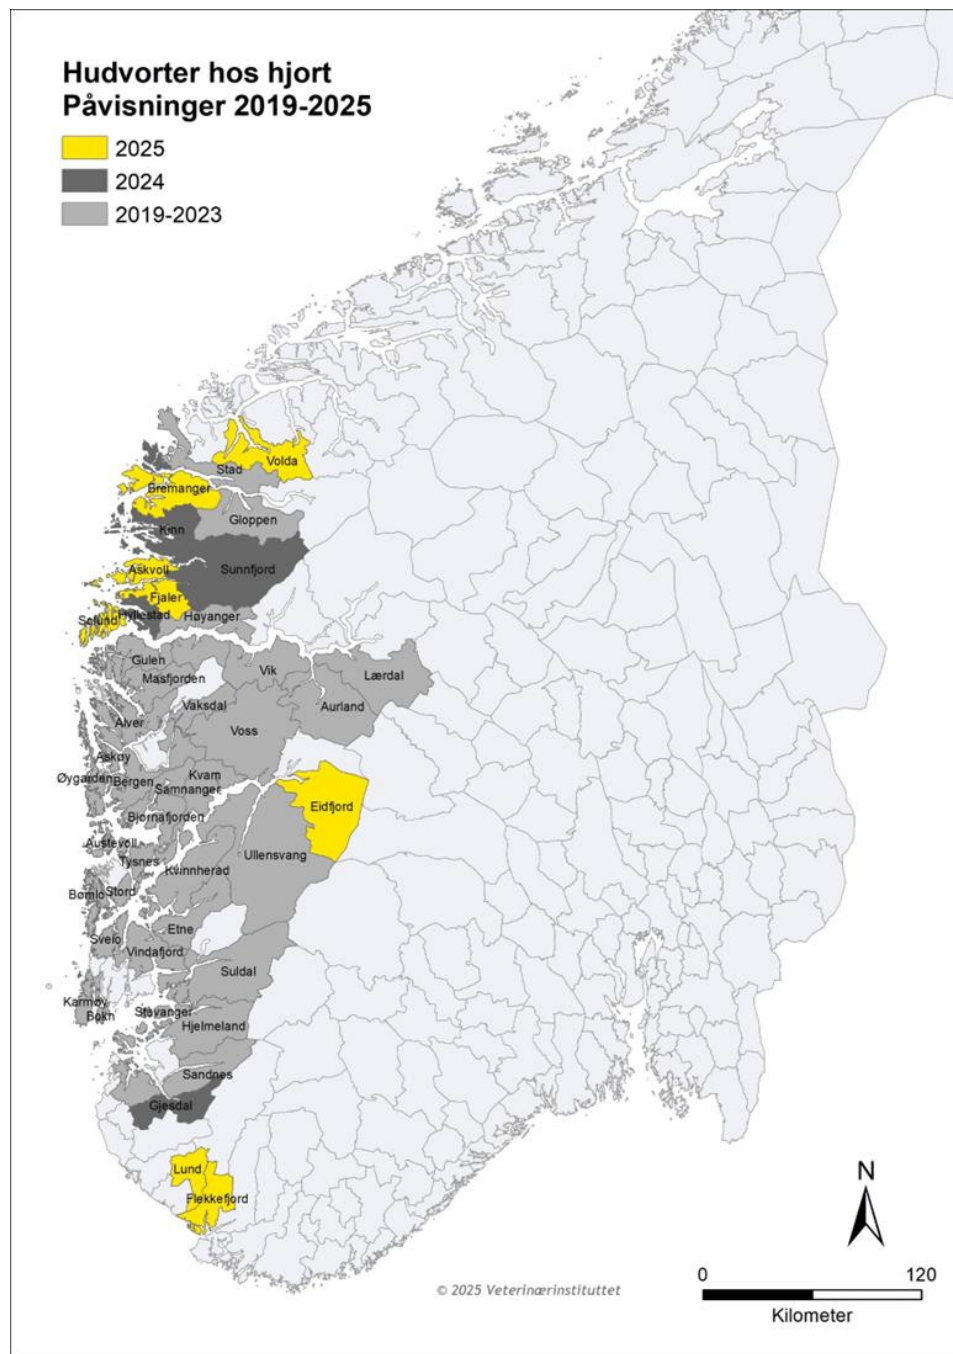 Hudvorter hos hjort
Påvisninger 2019-2025
2025
2024
2019-2023
Volda
Stad
Bremanger
Gloppen
Kinn
Sunnfjord
Askvoll
Fjaler
Solund
Hyllestad
Høyanger
Gulen
Vik
Lærdal
Masfjorden
Vaksdal
Aurland
Alver
Voss
Askøy
Øygarden
Bergen
Kvam
Samnanger
Eidfjord
Bjørnafjorden
Austevoll
Tysnes
Ullensvang
Kvinnherad
Bømlo
Stord
Etne
Sveio
Vindafjord
Suldal
Karmøy
Bokn
Stavanger
Hjelmeland
Sandnes
Gjesdal
Lund
Flekkefjord
N
© 2025 Veterinærinstituttet
0
120
Kilometer